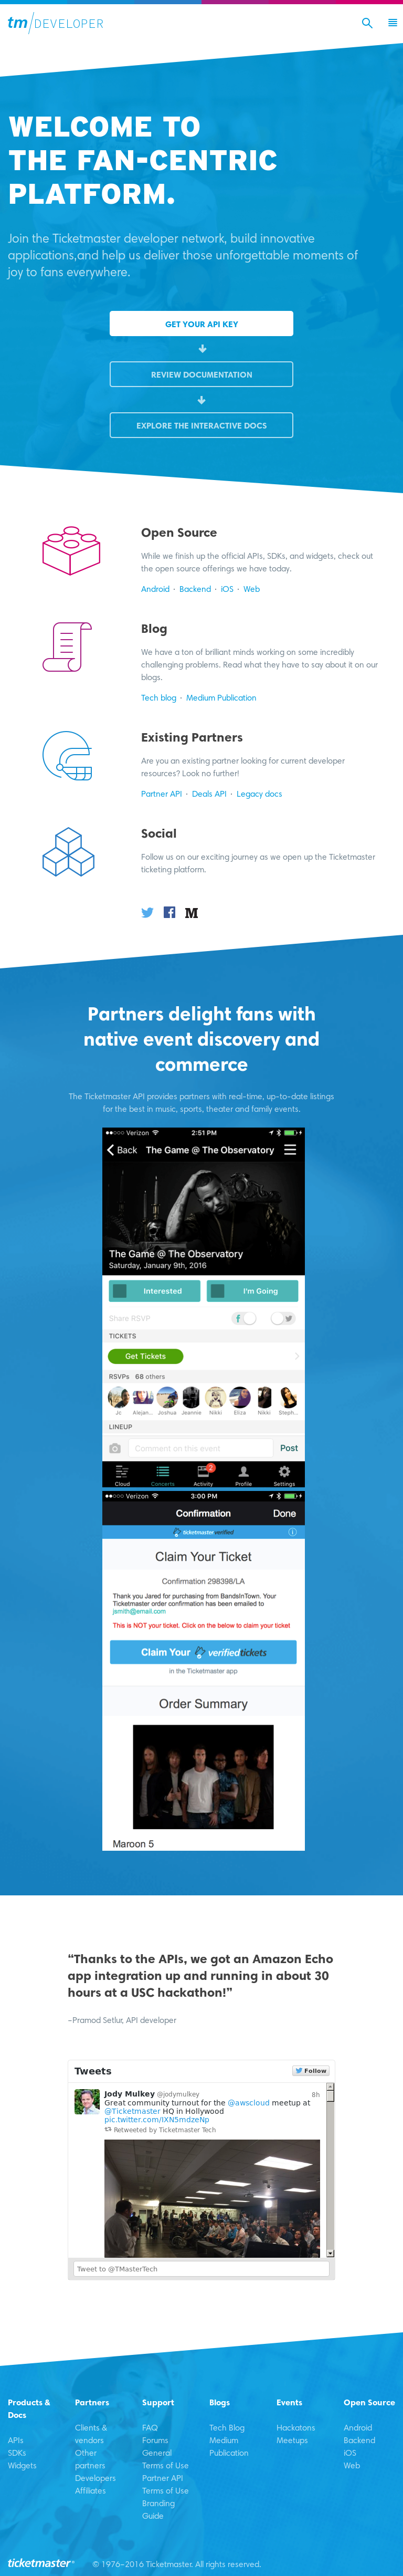 tm/DEVELOPER
WELCOME TO
THE FAN-CENTRIC
PLATFORM.
Join the Ticketmaster developer network, build innovative
applications,and help us deliver those unforgettable moments of
joy to fans everywhere.
GET YOUR API KEY
REVIEW DOCUMENTATION
EXPLORE THE INTERACTIVE DOCS
Open Source
While we finish up the official APIs, SDKs, and widgets, check out
the open source offerings we have today.
Android · Backend · iOS · Web
Blog
We have a ton of brilliant minds working on some incredibly
challenging problems. Read what they have to say about it on our
blogs.
Tech blog · Medium Publication
Existing Partners
Are you an existing partner looking for current developer
resources? Look no further!
Partner API · Deals API · Legacy docs
Social
Follow us on our exciting journey as we open up the Ticketmaster
ticketing platform.
M
Partners delight fans with
native event discovery and
commerce
The Ticketmaster API provides partners with real-time, up-to-date listings
for the best in music, sports, theater and family events.
Verizon 2:51 PM
Back The Game @ The Observatory
The Game @ The Observatory
Saturday, January 9th, 2016
Interested I'm Going
Share RSVP
TICKETS
Get Tickets
RSVPs 68 others
Jc Alejan... Joshua Jeannie Nikki Eliza Nikki Steph...
LINEUP
Comment on this event Post
2
Cloud Concerts Activity Profile Settings
Verizon 3:00 PM
Confirmation Done
ticketmaster verified
Claim Your Ticket
Confirmation 298398/LA
Thank you Jared for purchasing from BandsInTown. Your
Ticketmaster order confirmation has been emailed to
jsmith@email.com
This is NOT your ticket. Click on the below to claim your ticket
Claim Your verifiedtickets
in the Ticketmaster app
Order Summary
Maroon 5
“Thanks to the APIs, we got an Amazon Echo
app integration up and running in about 30
hours at a USC hackathon!”
–Pramod Setlur, API developer
Tweets Follow
Jody Mulkey @jodymulkey 8h
Great community turnout for the @awscloud meetup at
@Ticketmaster HQ in Hollywood
pic.twitter.com/IXN5mdzeNp
Retweeted by Ticketmaster Tech
Tweet to @TMasterTech
Products &
Docs
APIs
SDKs
Widgets
Partners
Clients &
vendors
Other
partners
Developers
Affiliates
Support
FAQ
Forums
General
Terms of Use
Partner API
Terms of Use
Branding
Guide
Blogs
Tech Blog
Medium
Publication
Events
Hackatons
Meetups
Open Source
Android
Backend
iOS
Web
ticketmaster® © 1976–2016 Ticketmaster. All rights reserved.